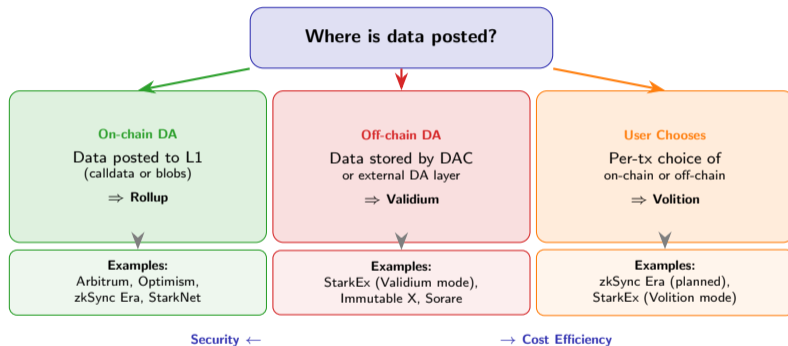 Where is data posted?
On-chain DA
Data posted to L1
(calldata or blobs)
⇒ Rollup
Off-chain DA
Data stored by DAC
or external DA layer
⇒ Validium
User Chooses
Per-tx choice of
on-chain or off-chain
⇒ Volition
Examples:
Arbitrum, Optimism,
zkSync Era, StarkNet
Examples:
StarkEx (Validium mode),
Immutable X, Sorare
Examples:
zkSync Era (planned),
StarkEx (Volition mode)
Security ←
→ Cost Efficiency